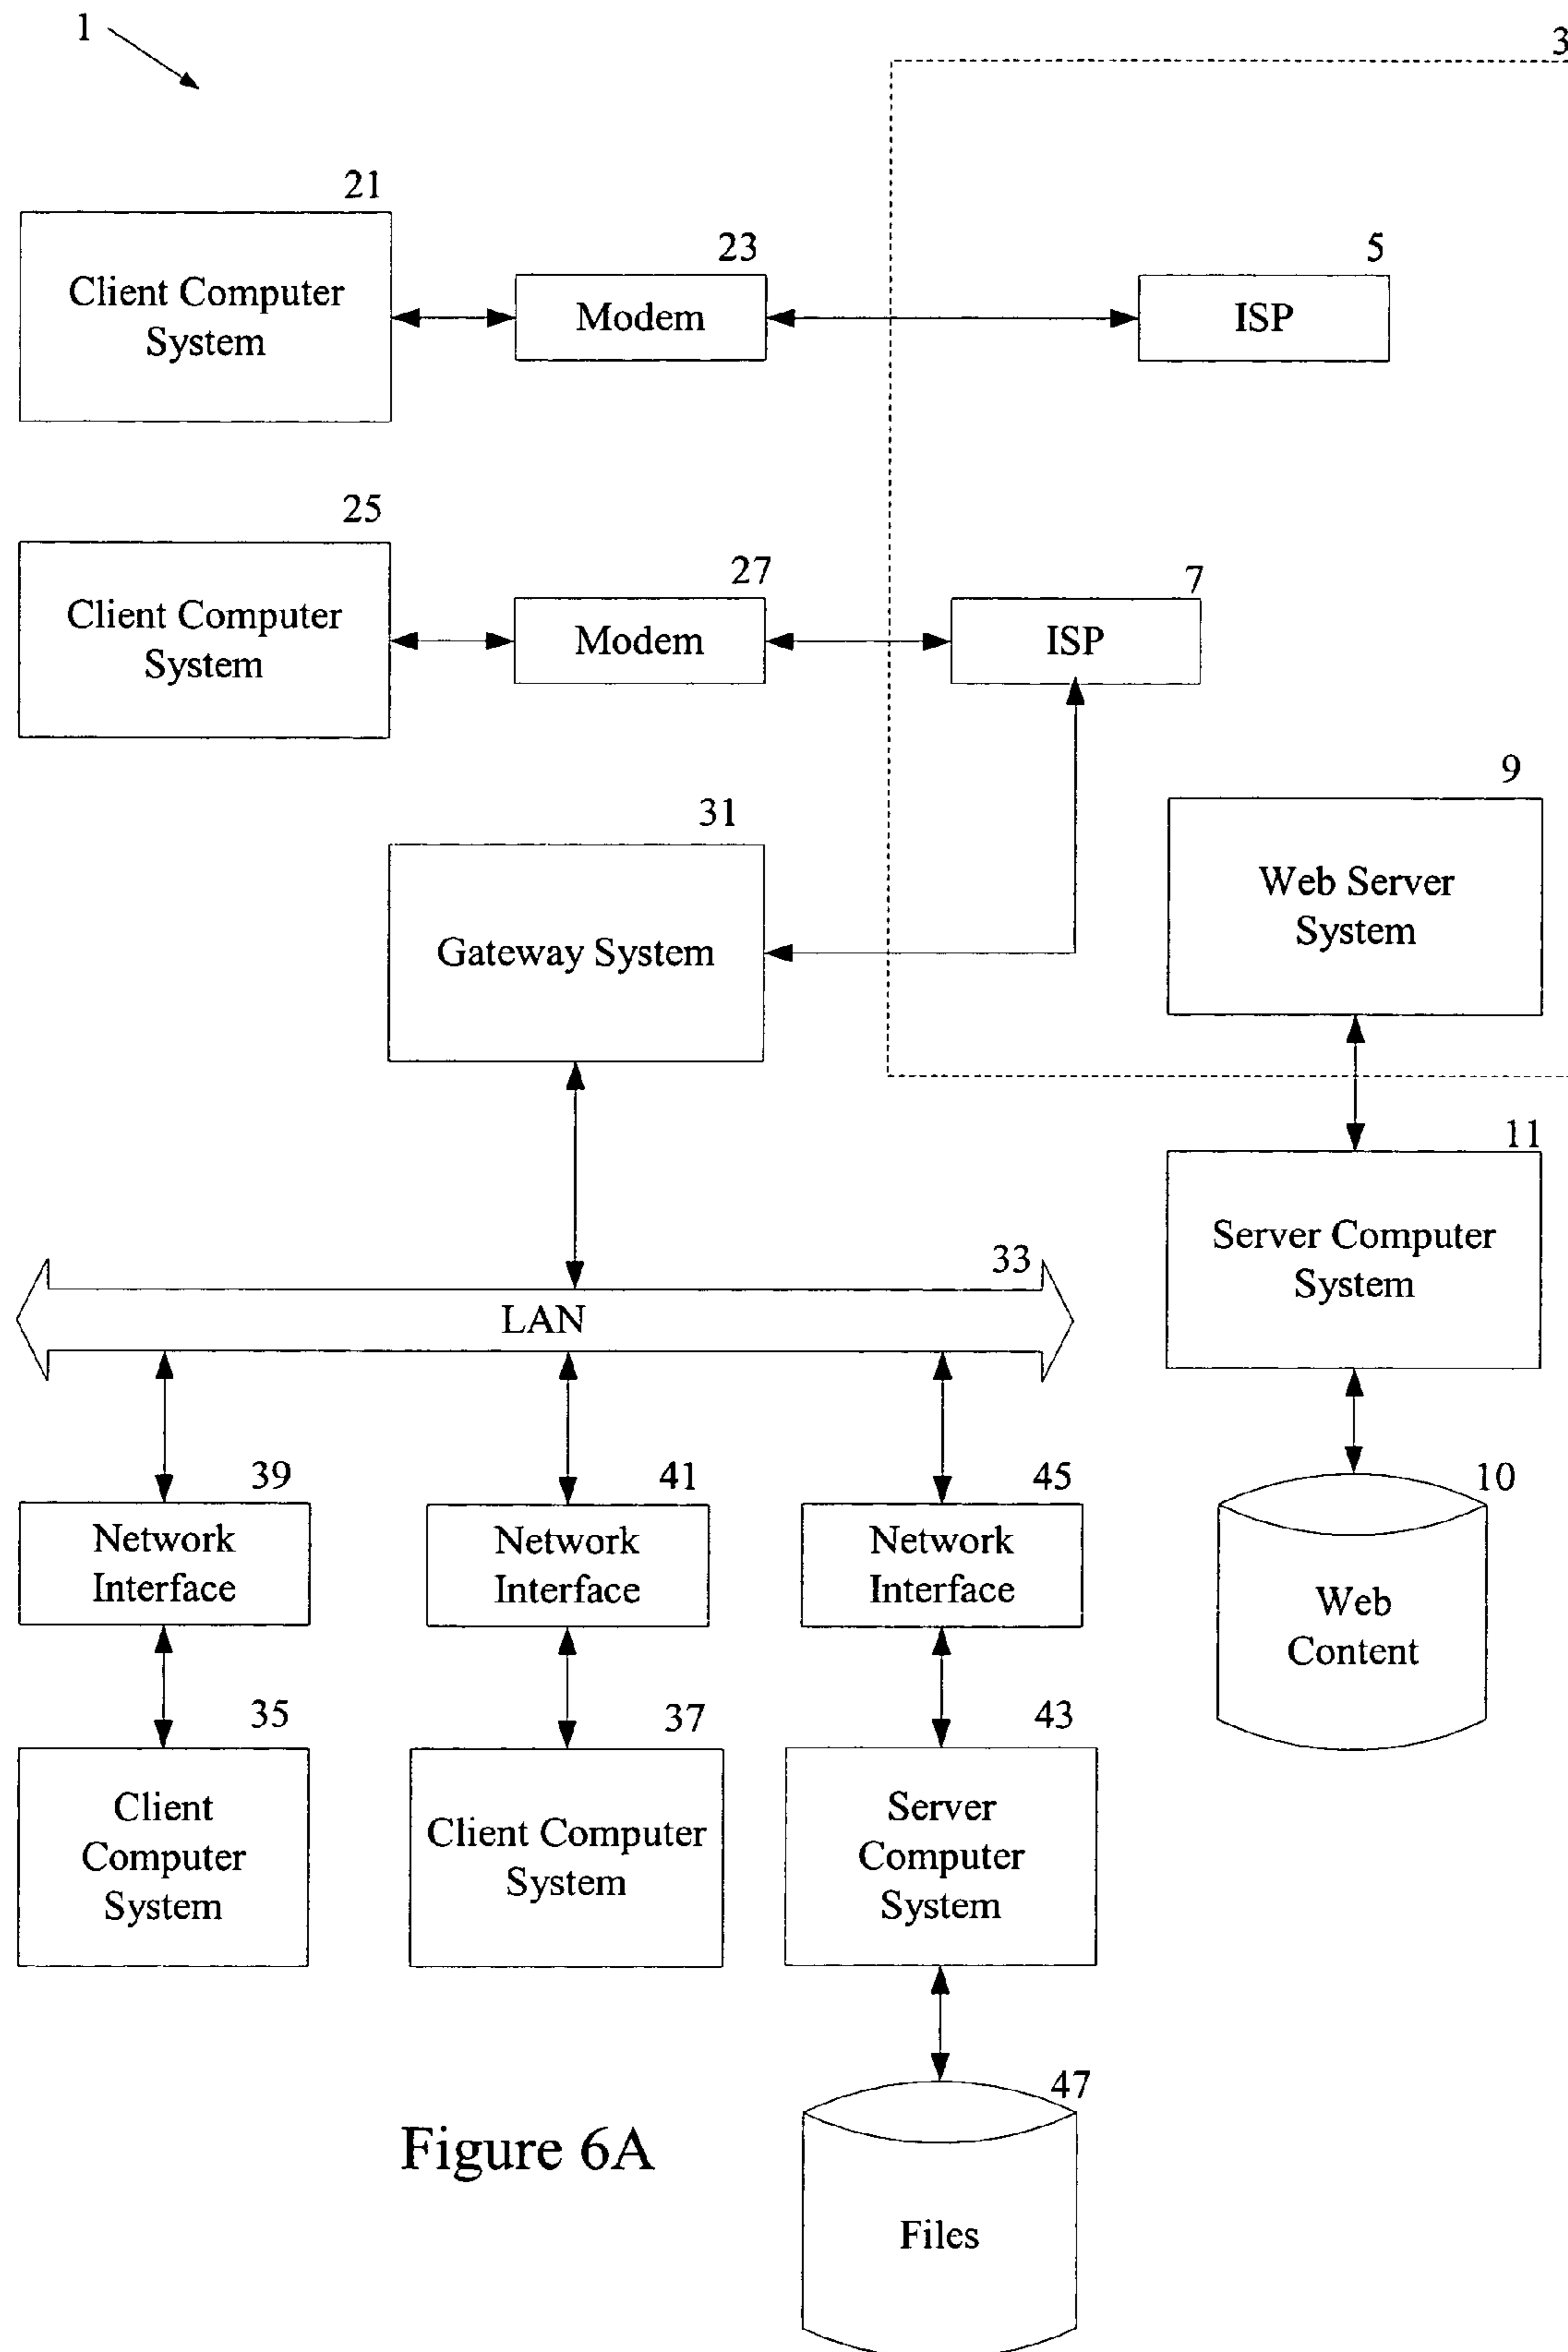 1
3
21
Client Computer
System
23
Modem
5
ISP
25
Client Computer
System
27
Modem
7
ISP
31
Gateway System
9
Web Server
System
11
Server Computer
System
33
LAN
39
Network
Interface
41
Network
Interface
45
Network
Interface
10
Web
Content
35
Client
Computer
System
37
Client Computer
System
43
Server
Computer
System
47
Files
Figure 6A